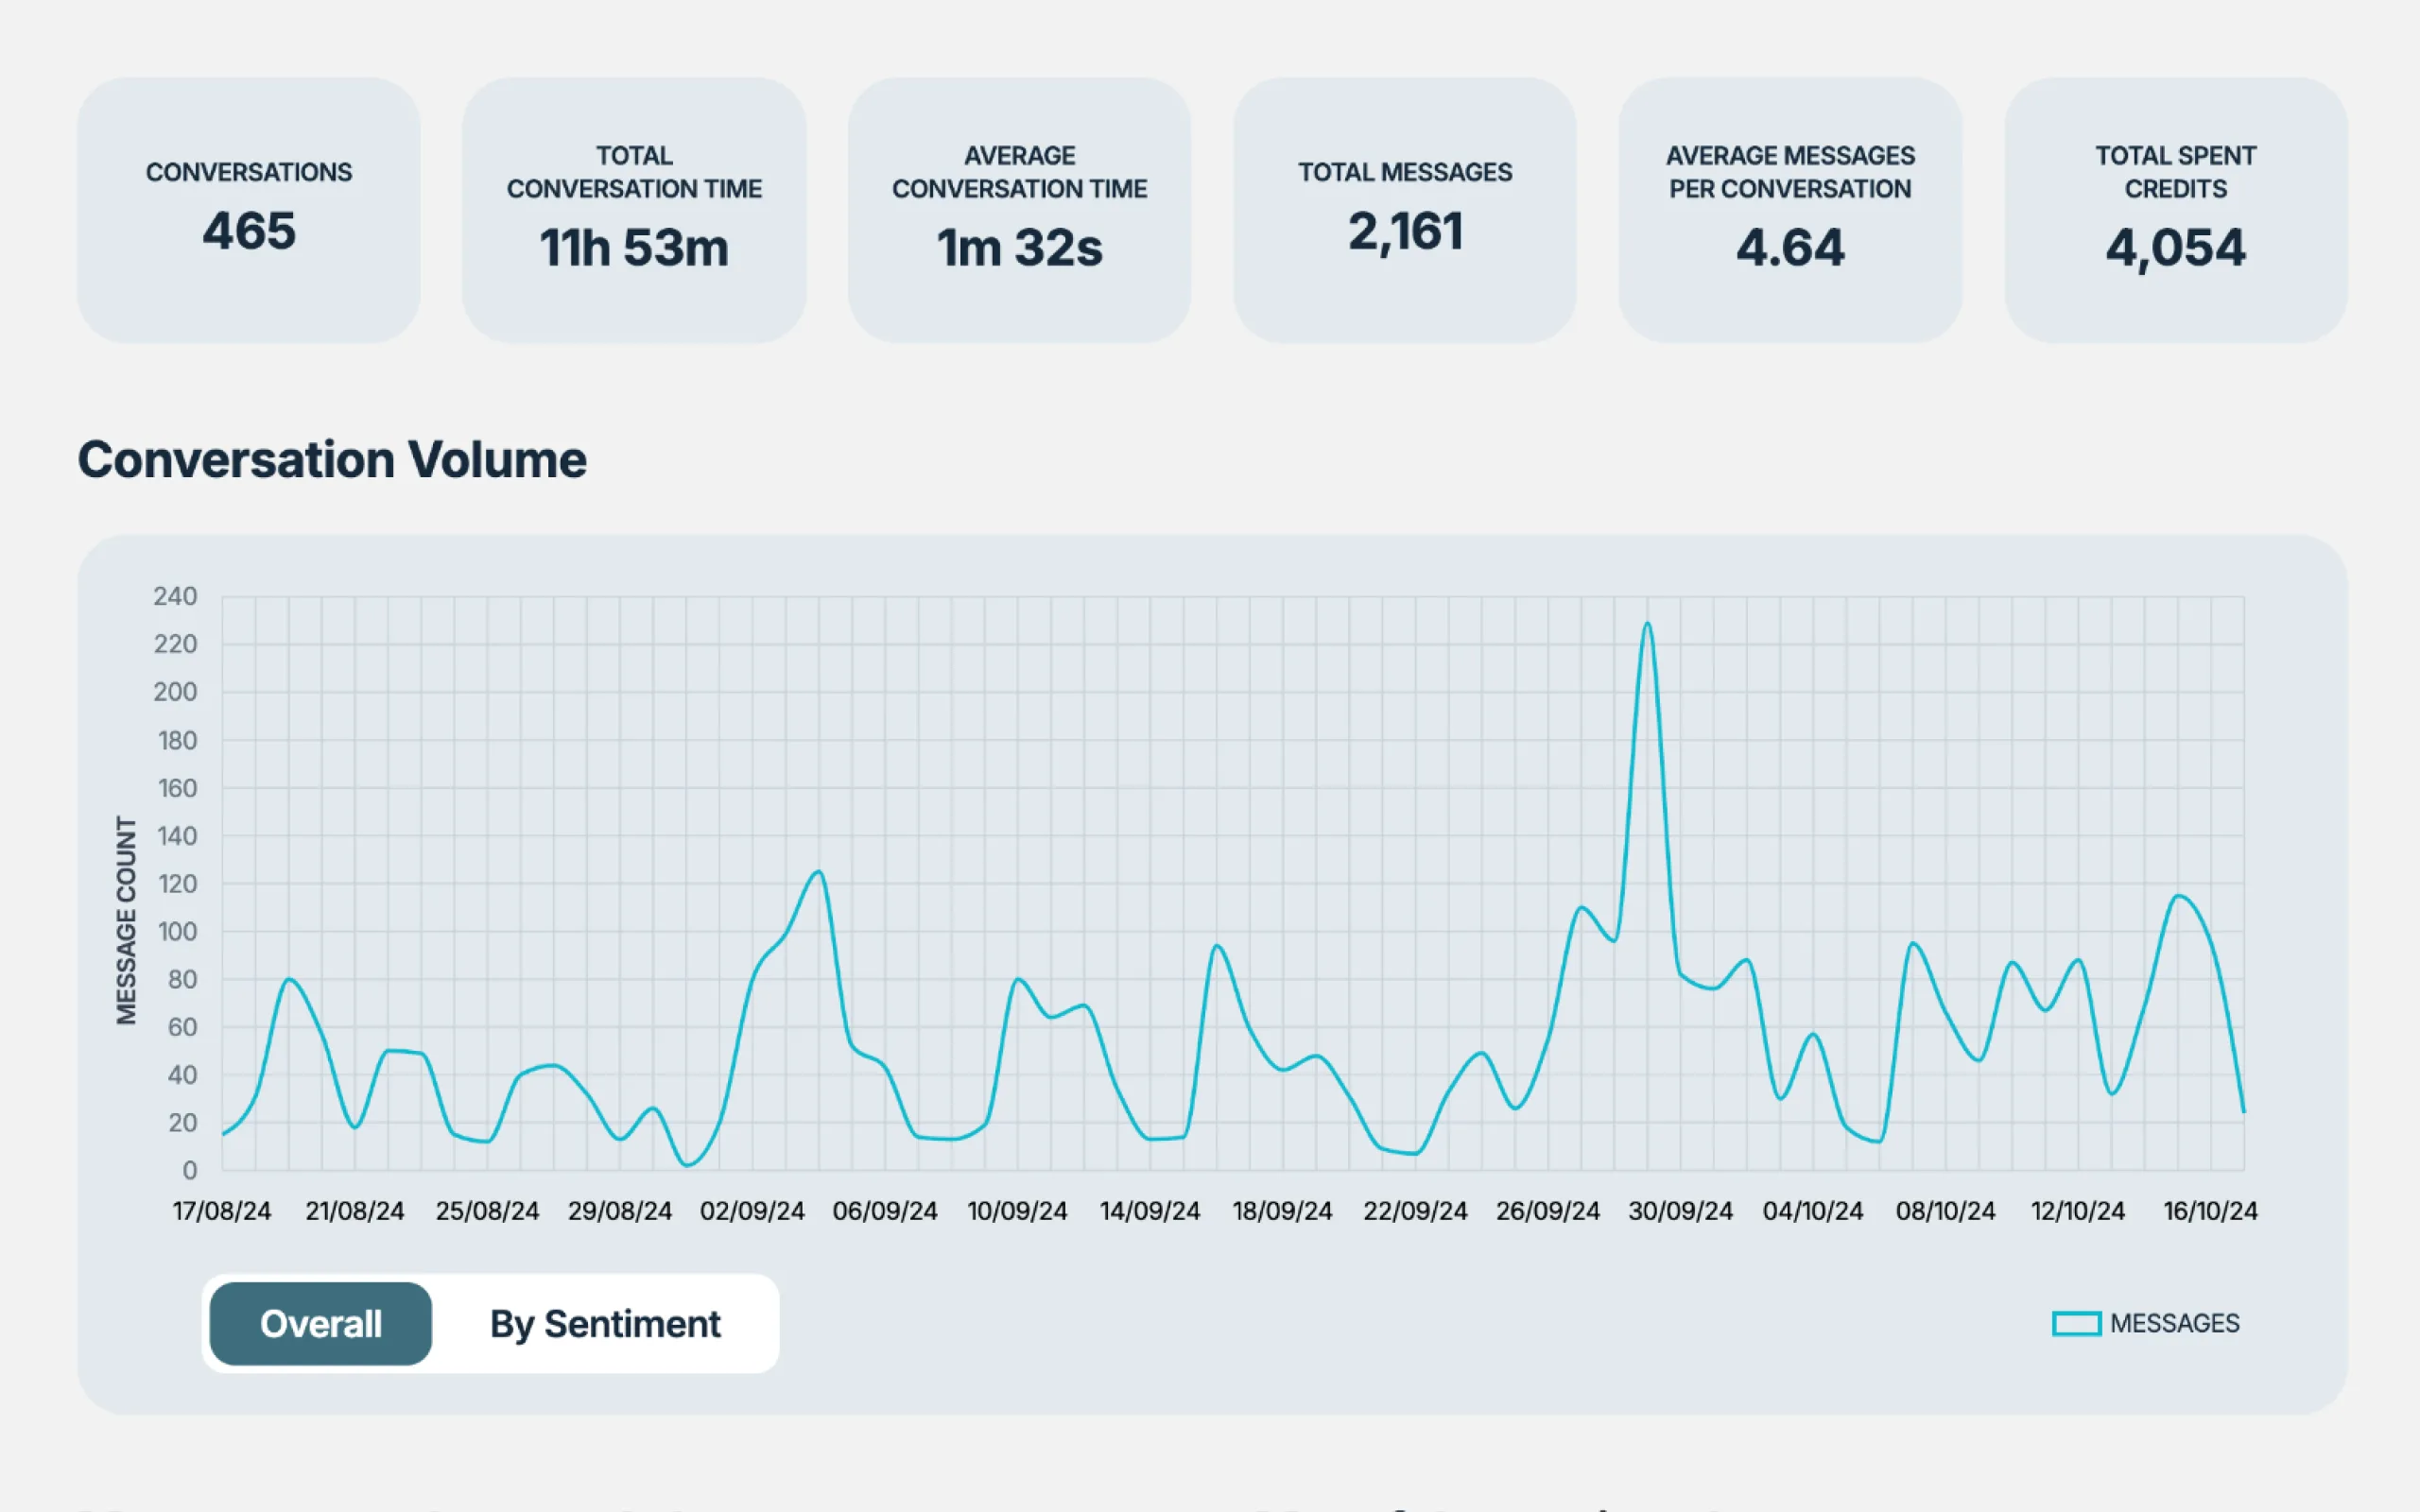 CONVERSATIONS
465
TOTAL
CONVERSATION TIME
11h 53m
AVERAGE
CONVERSATION TIME
1m 32s
TOTAL MESSAGES
2,161
AVERAGE MESSAGES
PER CONVERSATION
4.64
TOTAL SPENT
CREDITS
4,054
Conversation Volume
MESSAGE COUNT
240
220
200
180
160
140
120
100
80
60
40
20
0
17/08/24 21/08/24 25/08/24 29/08/24 02/09/24 06/09/24 10/09/24 14/09/24 18/09/24 22/09/24 26/09/24 30/09/24 04/10/24 08/10/24 12/10/24 16/10/24
Overall By Sentiment
MESSAGES